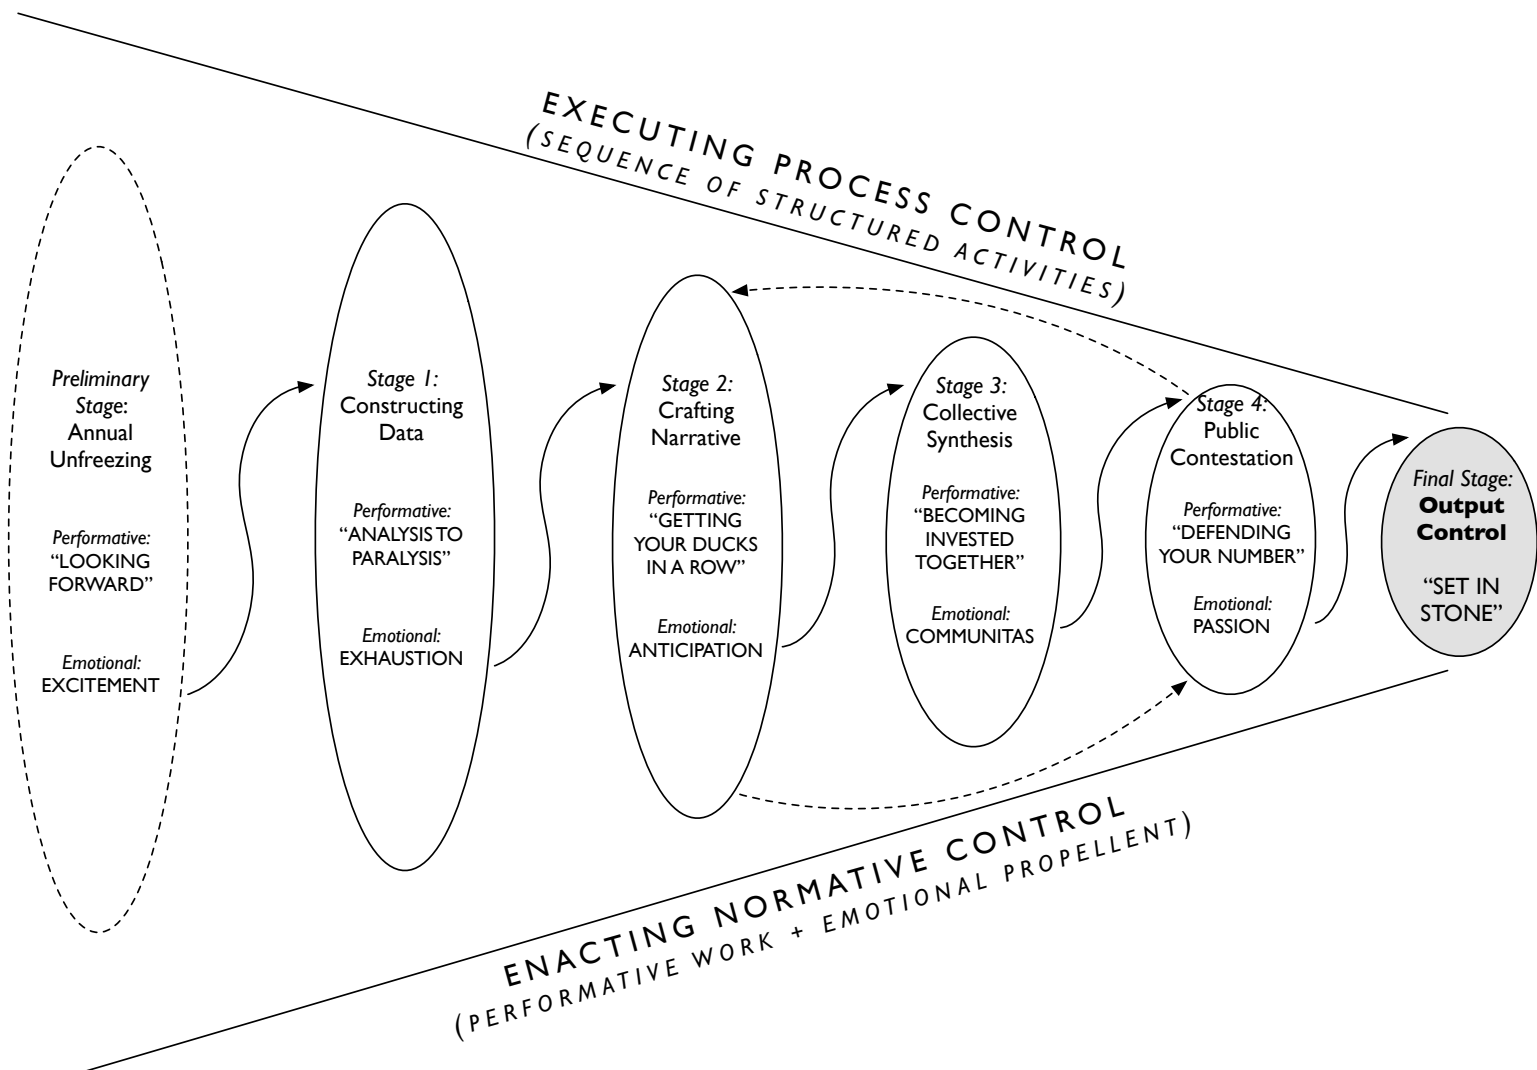 EXECUTING PROCESS CONTROL
(SEQUENCE OF STRUCTURED ACTIVITIES)
Preliminary
Stage:
Annual
Unfreezing
Performative:
“LOOKING
FORWARD”
Emotional:
EXCITEMENT
Stage 1:
Constructing
Data
Performative:
“ANALYSIS TO
PARALYSIS”
Emotional:
EXHAUSTION
Stage 2:
Crafting
Narrative
Performative:
“GETTING
YOUR DUCKS
IN A ROW”
Emotional:
ANTICIPATION
Stage 3:
Collective
Synthesis
Performative:
“BECOMING
INVESTED
TOGETHER”
Emotional:
COMMUNITAS
Stage 4:
Public
Contestation
Performative:
“DEFENDING
YOUR NUMBER”
Emotional:
PASSION
Final Stage:
Output
Control
“SET IN
STONE”
ENACTING NORMATIVE CONTROL
(PERFORMATIVE WORK + EMOTIONAL PROPELLENT)